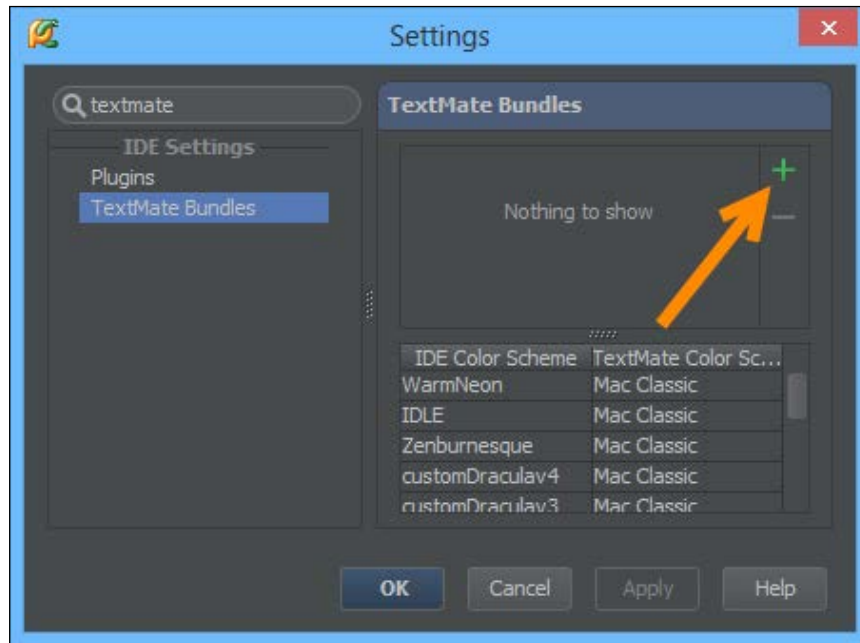 Settings
textmate
IDE Settings
Plugins
TextMate Bundles
TextMate Bundles
Nothing to show
IDE Color Scheme TextMate Color Sc...
WarmNeon Mac Classic
IDLE Mac Classic
Zenburnesque Mac Classic
customDraculav4 Mac Classic
customDraculav3 Mac Classic
OK Cancel Apply Help